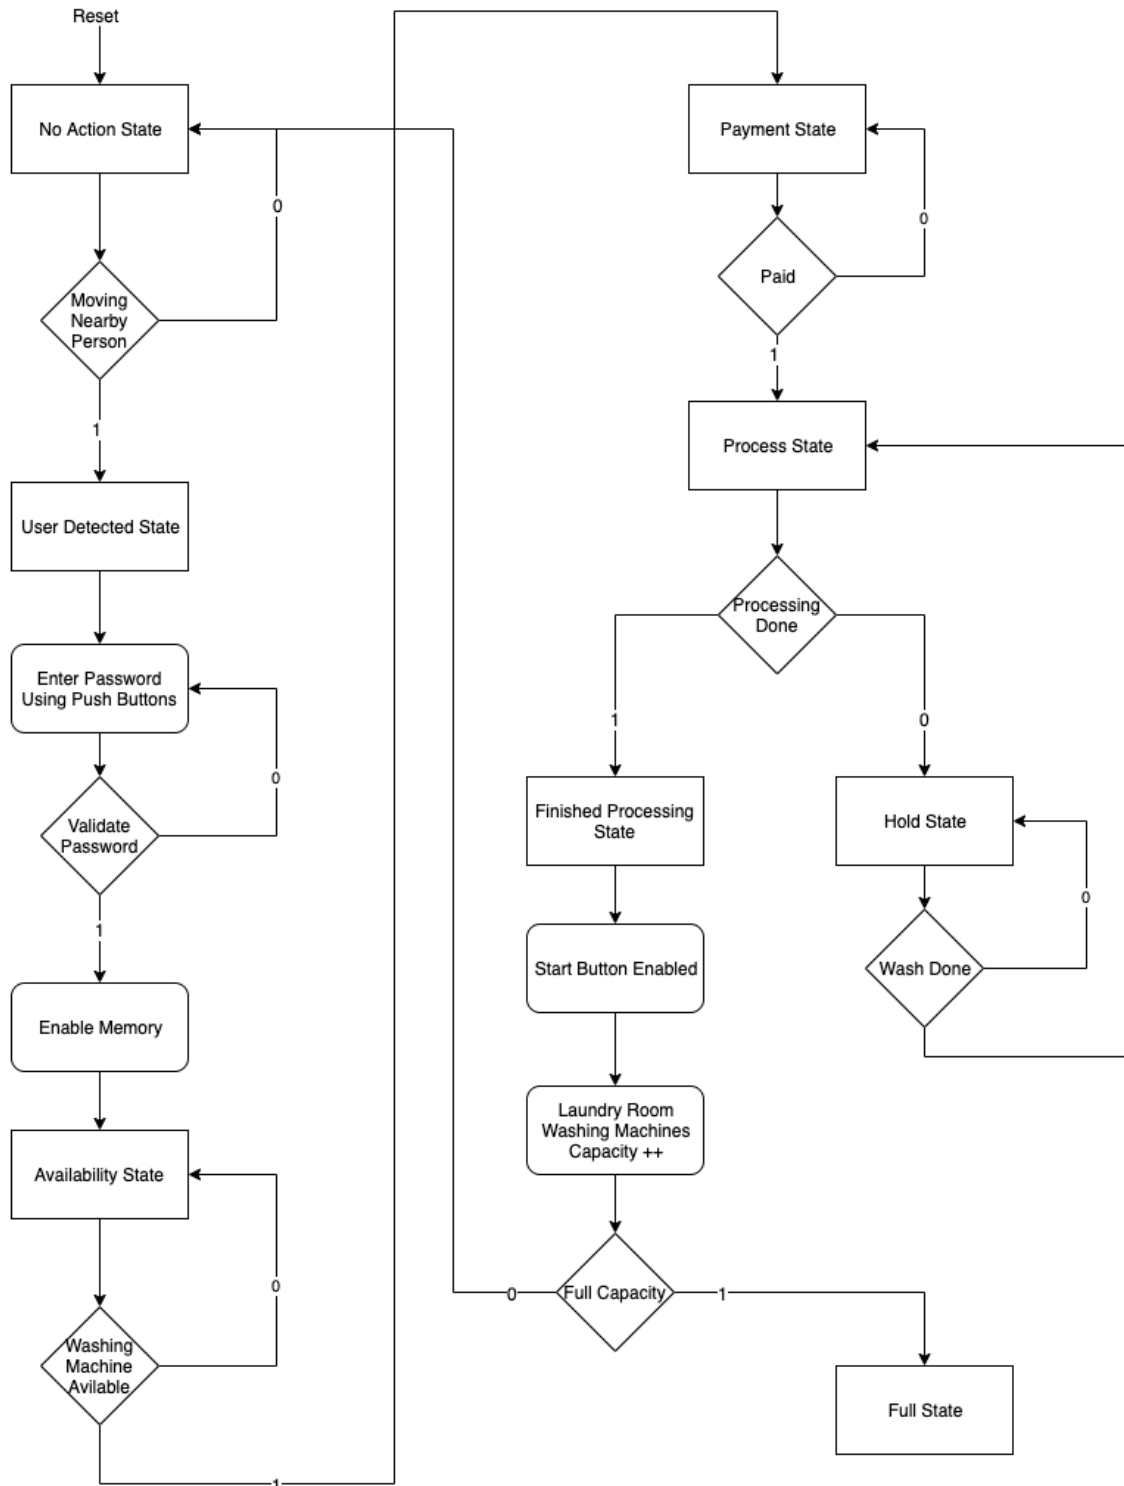 Reset
No Action State
0
Moving
Nearby
Person
1
User Detected State
Enter Password
Using Push Buttons
0
Validate
Password
1
Enable Memory
Availability State
0
Washing
Machine
Avilable
1
Payment State
0
Paid
1
Process State
Processing
Done
1
0
Finished Processing
State
Hold State
0
Start Button Enabled
Wash Done
Laundry Room
Washing Machines
Capacity ++
0
Full Capacity
1
Full State